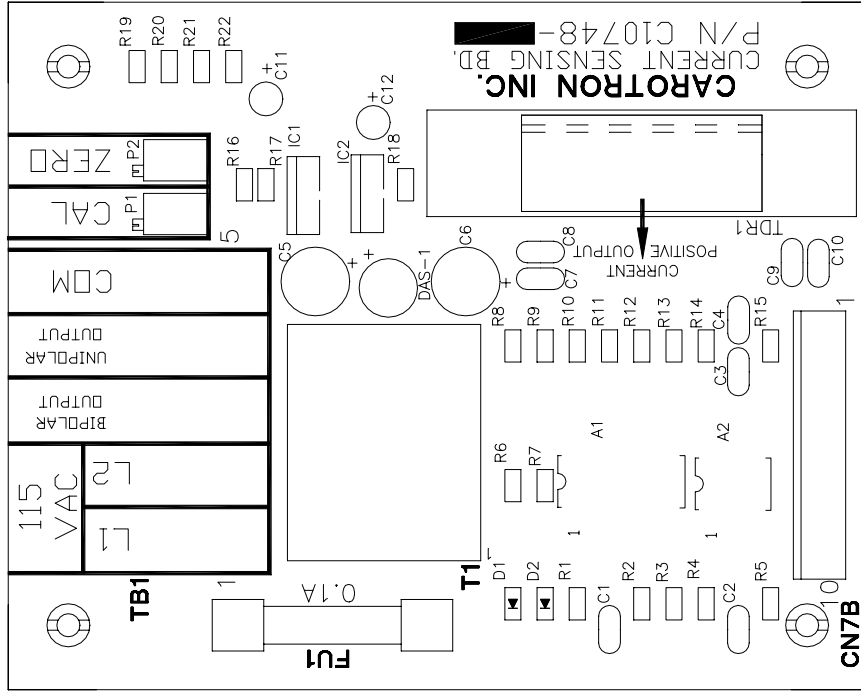 R19
R20
R21
R22
C11
P/N C10748-
CURRENT SENSING BD.
CAROTRON INC.
C12
ZERO
P2
R16
R17
IC1
IC2
R18
CAL
P1
5
TDR1
C5
+
+
DAS-1
C6
+
C8
C7
CURRENT
POSITIVE OUTPUT
C9
C10
COM
UNIPOLAR
OUTPUT
BIPOLAR
OUTPUT
R8
R9
R10
R11
R12
R13
R14
C4
C3
R15
1
A1
A2
R6
R7
115
VAC
L2
L1
1
1
1
TB1
1
0.1A
T1
D1
D2
R1
C1
R2
R3
R4
C2
R5
10
FU1
CN7B